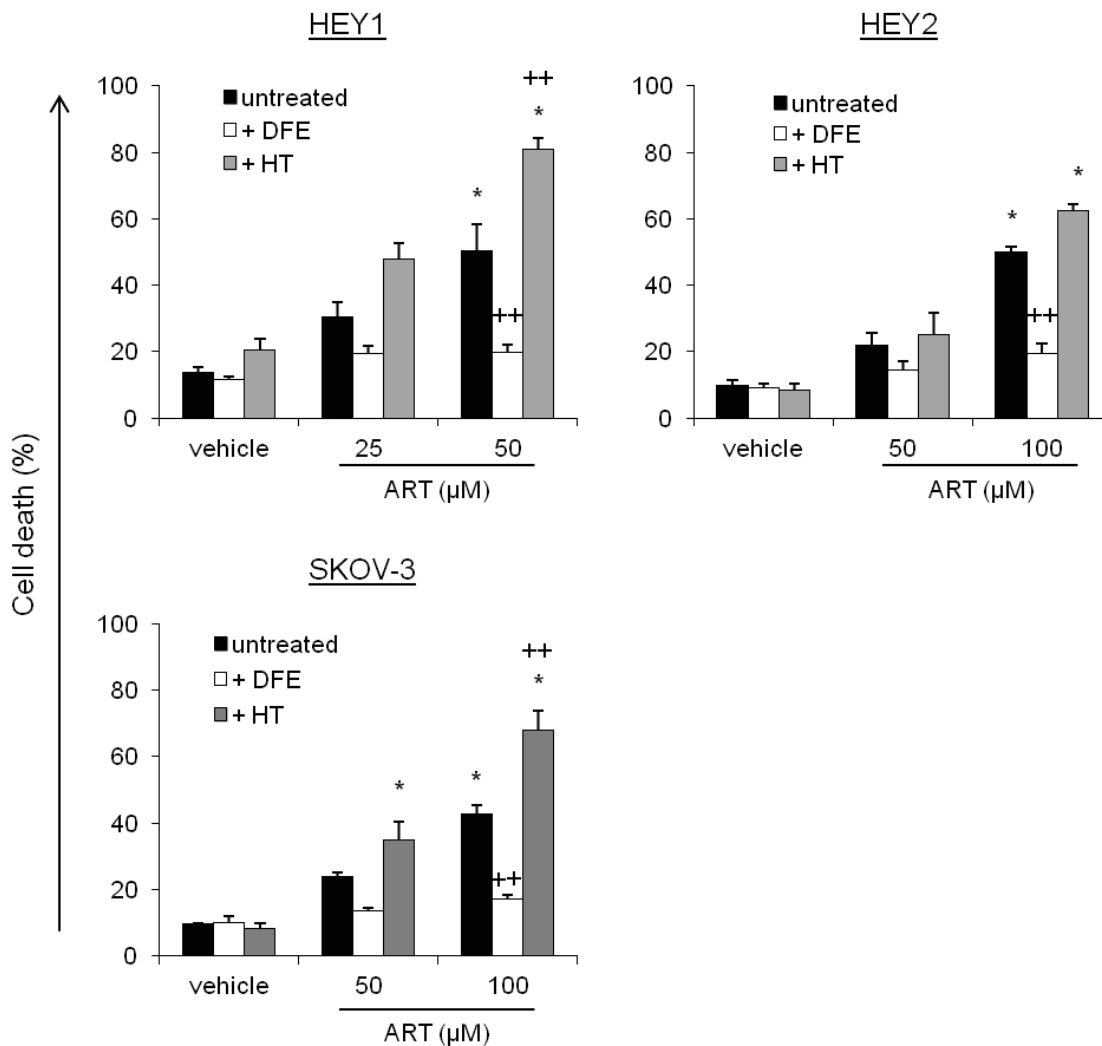 HEY1
++
100
untreated
*
+ DFE
80
+ HT
*
60
40
++
20
0
vehicle
25
50
ART (µM)
HEY2
100
untreated
+ DFE
80
+ HT
*
*
60
40
++
20
0
vehicle
50
100
ART (µM)
Cell death (%)
SKOV-3
100
untreated
++
+ DFE
*
80
+ HT
60
*
*
40
++
20
0
vehicle
50
100
ART (µM)